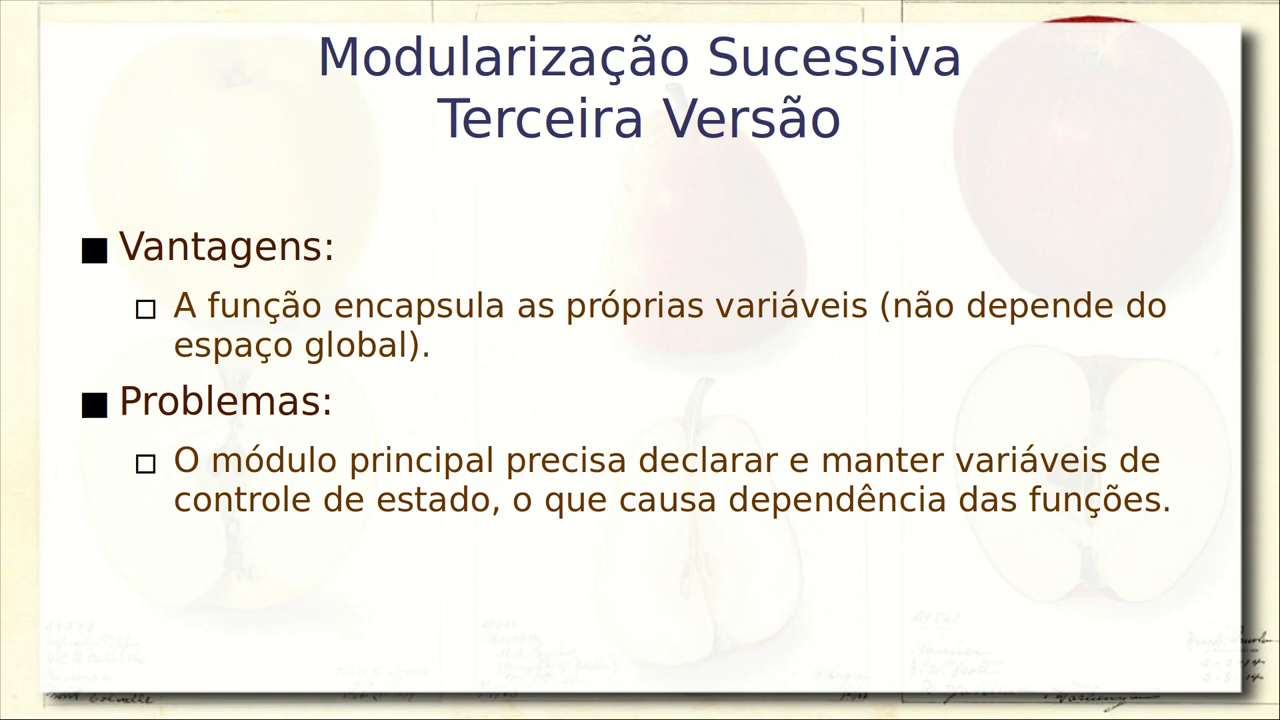 Modularização Sucessiva
Terceira Versão
Vantagens:
A função encapsula as próprias variáveis (não depende do
espaço global).
Problemas:
O módulo principal precisa declarar e manter variáveis de
controle de estado, o que causa dependência das funções.